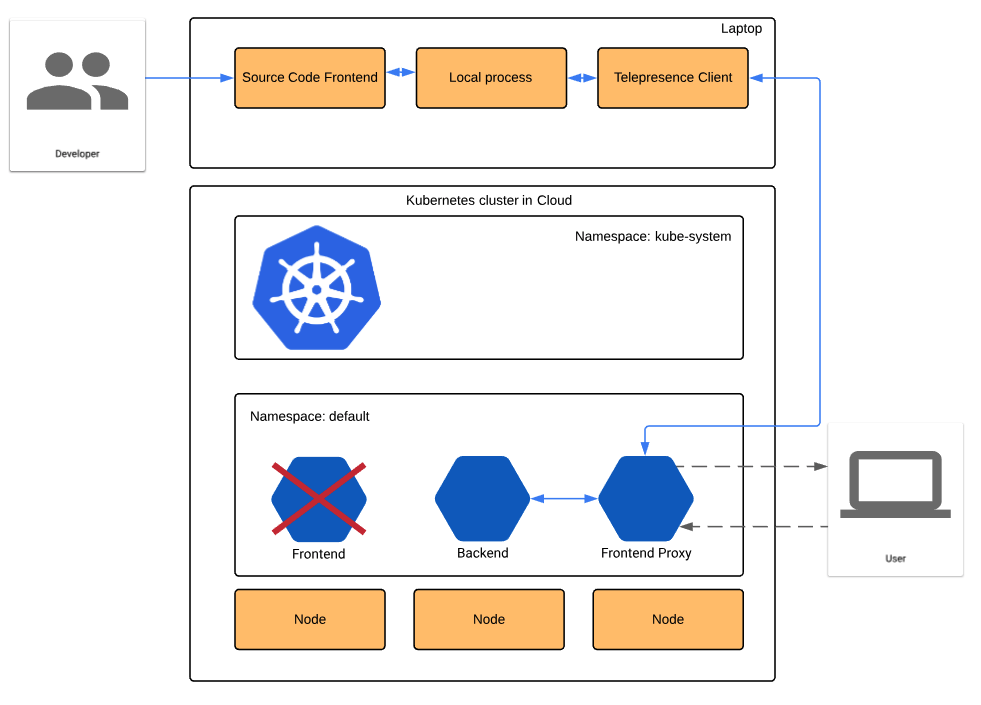 Laptop
Source Code Frontend
Local process
Telepresence Client
Developer
Kubernetes cluster in Cloud
Namespace: kube-system
Namespace: default
Frontend
Backend
Frontend Proxy
User
Node
Node
Node